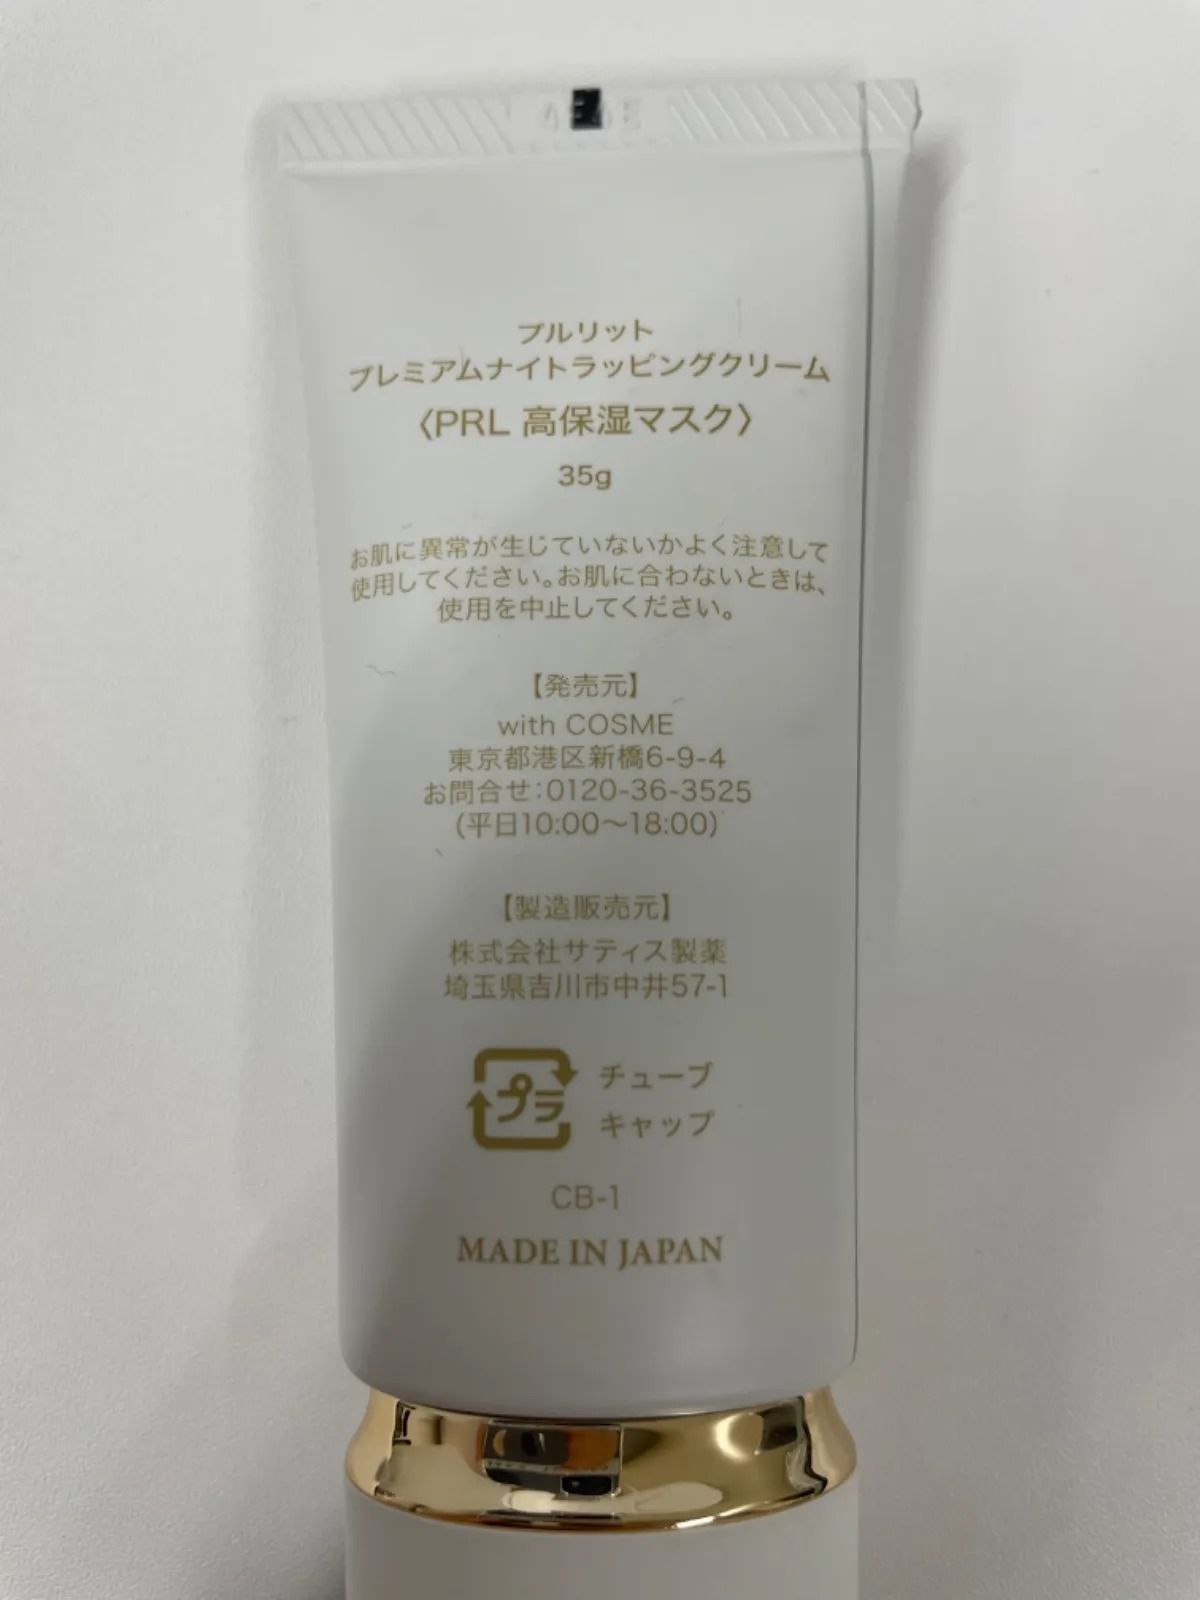 プルリット
プレミアムナイトラッピングクリーム
〈PRL 高保湿マスク〉
35g
お肌に異常が生じていないかよく注意して
使用してください。お肌に合わないときは、
使用を中止してください。
【発売元】
with COSME
東京都港区新橋6-9-4
お問合せ:0120-36-3525
(平日10:00〜18:00)
【製造販売元】
株式会社サティス製薬
埼玉県吉川市中井57-1
プラ チューブ
キャップ
CB-1
MADE IN JAPAN